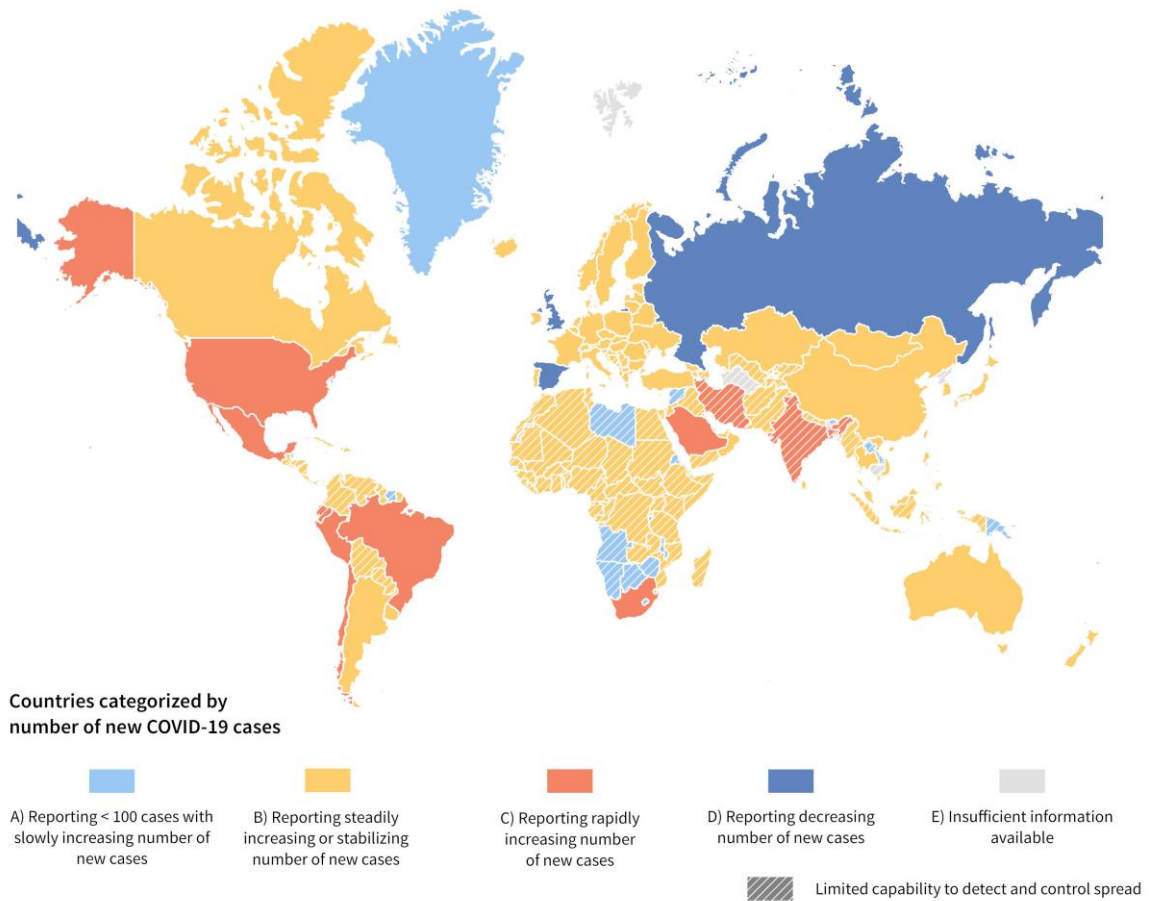 Countries categorized by
number of new COVID-19 cases
A) Reporting < 100 cases with
slowly increasing number of
new cases
B) Reporting steadily
increasing or stabilizing
number of new cases
C) Reporting rapidly
increasing number
of new cases
D) Reporting decreasing
number of new cases
E) Insufficient information
available
Limited capability to detect and control spread